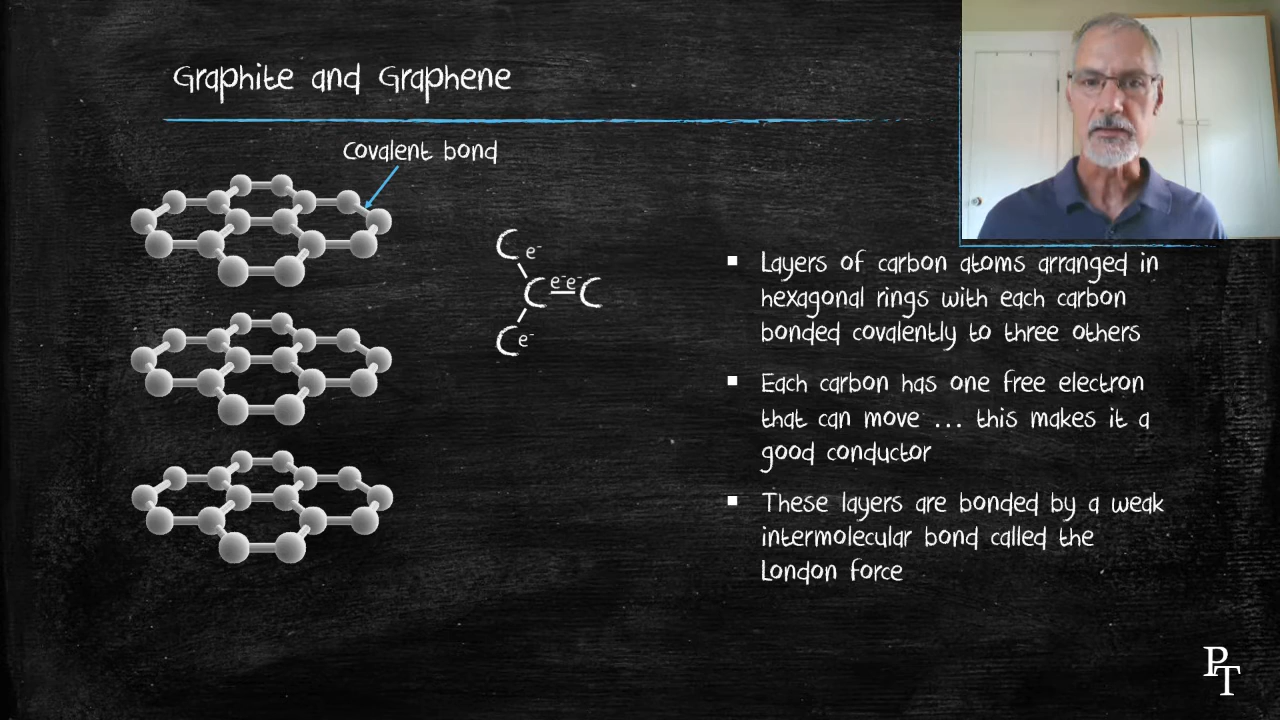 Graphite and Graphene
Covalent bond
C e⁻
C e⁻e⁻ C
C e⁻
▪ Layers of carbon atoms arranged in
hexagonal rings with each carbon
bonded covalently to three others
▪ Each carbon has one free electron
that can move ... this makes it a
good conductor
▪ These layers are bonded by a weak
intermolecular bond called the
London force
PT